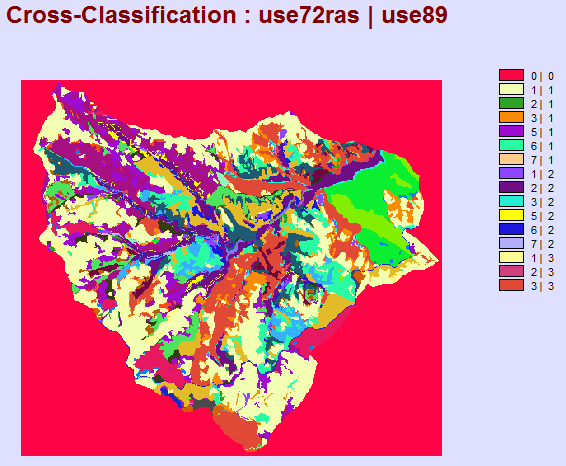 Cross-Classification : use72ras | use89
0 | 0
1 | 1
2 | 1
3 | 1
5 | 1
6 | 1
7 | 1
1 | 2
2 | 2
3 | 2
5 | 2
6 | 2
7 | 2
1 | 3
2 | 3
3 | 3